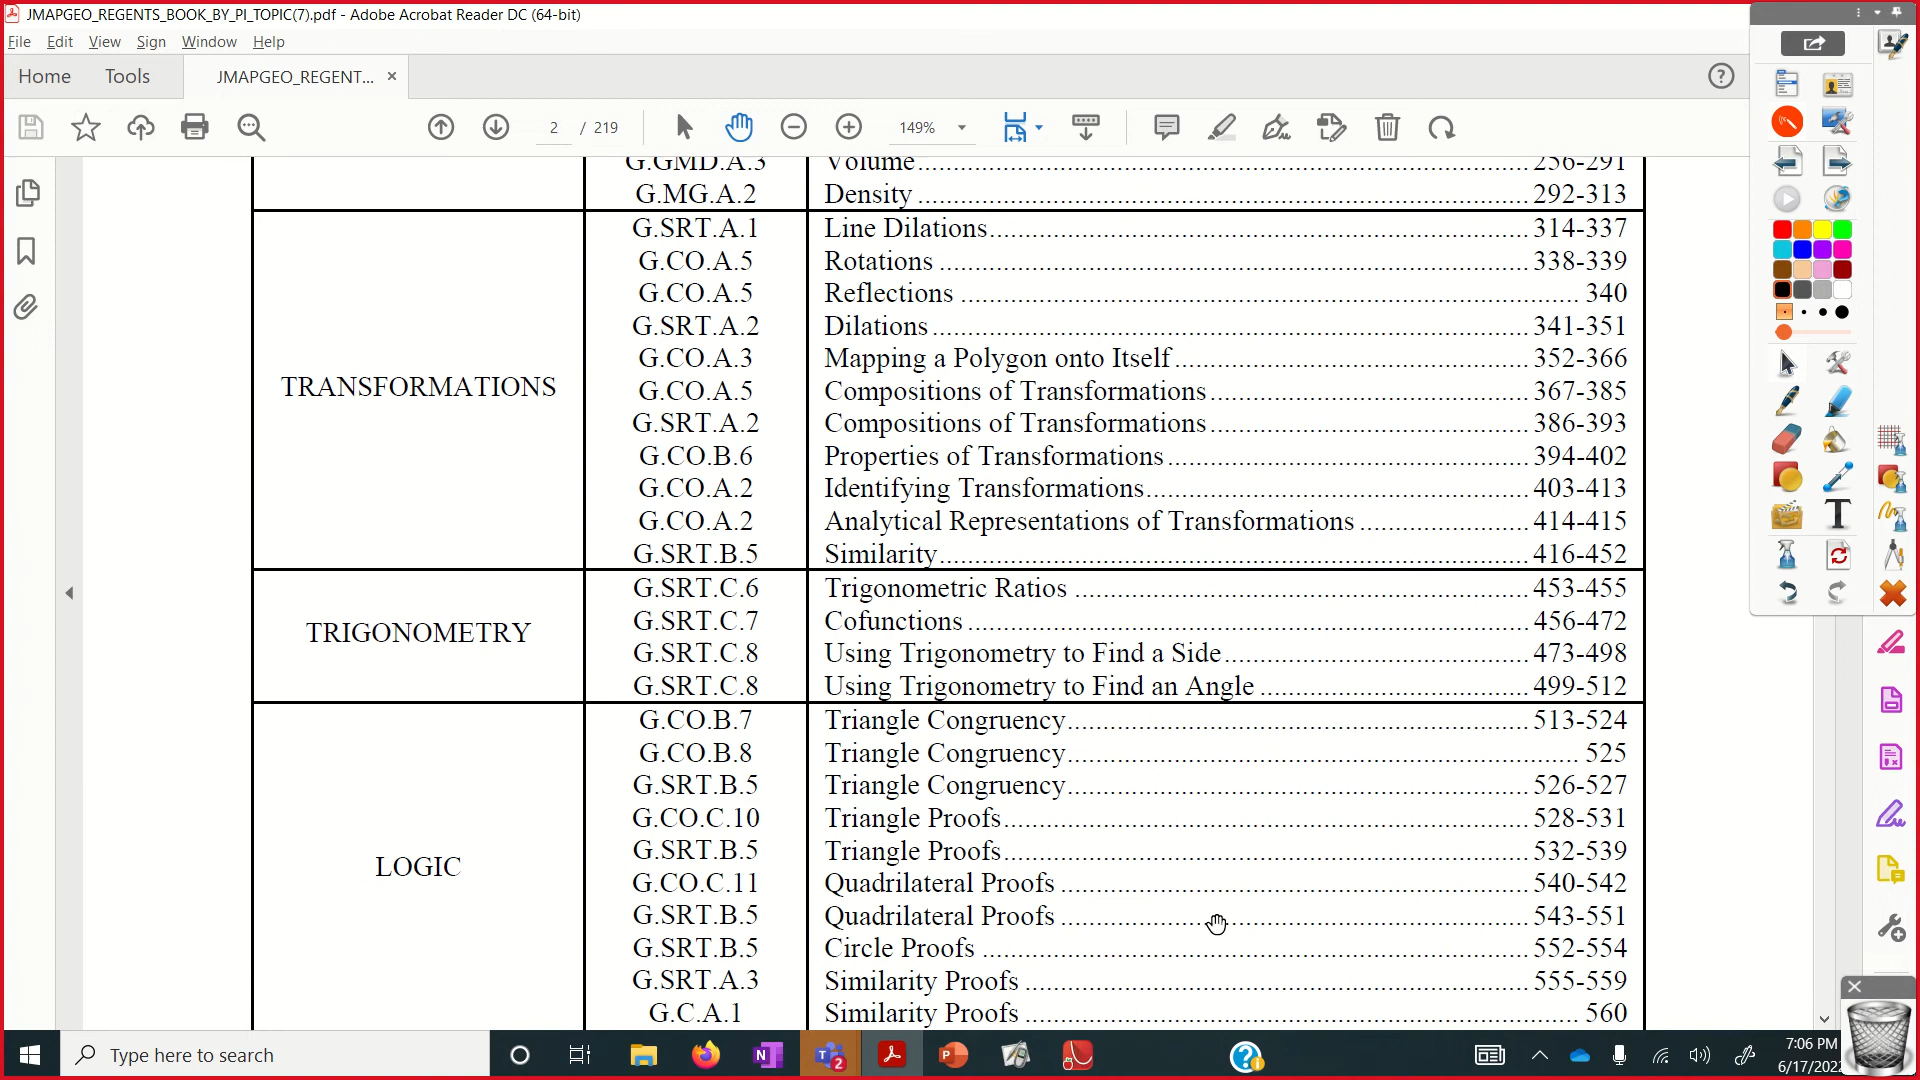 JMAPGEO_REGENTS_BOOK_BY_PI_TOPIC(7).pdf - Adobe Acrobat Reader DC (64-bit)
File Edit View Sign Window Help
Home Tools JMAPGEO_REGENT... ×
2 / 219 149%
G.GMD.A.3 Volume 256-291
G.MG.A.2 Density 292-313
TRANSFORMATIONS
G.SRT.A.1 Line Dilations 314-337
G.CO.A.5 Rotations 338-339
G.CO.A.5 Reflections 340
G.SRT.A.2 Dilations 341-351
G.CO.A.3 Mapping a Polygon onto Itself 352-366
G.CO.A.5 Compositions of Transformations 367-385
G.SRT.A.2 Compositions of Transformations 386-393
G.CO.B.6 Properties of Transformations 394-402
G.CO.A.2 Identifying Transformations 403-413
G.CO.A.2 Analytical Representations of Transformations 414-415
G.SRT.B.5 Similarity 416-452
TRIGONOMETRY
G.SRT.C.6 Trigonometric Ratios 453-455
G.SRT.C.7 Cofunctions 456-472
G.SRT.C.8 Using Trigonometry to Find a Side 473-498
G.SRT.C.8 Using Trigonometry to Find an Angle 499-512
LOGIC
G.CO.B.7 Triangle Congruency 513-524
G.CO.B.8 Triangle Congruency 525
G.SRT.B.5 Triangle Congruency 526-527
G.CO.C.10 Triangle Proofs 528-531
G.SRT.B.5 Triangle Proofs 532-539
G.CO.C.11 Quadrilateral Proofs 540-542
G.SRT.B.5 Quadrilateral Proofs 543-551
G.SRT.B.5 Circle Proofs 552-554
G.SRT.A.3 Similarity Proofs 555-559
G.C.A.1 Similarity Proofs 560
Type here to search
7:06 PM